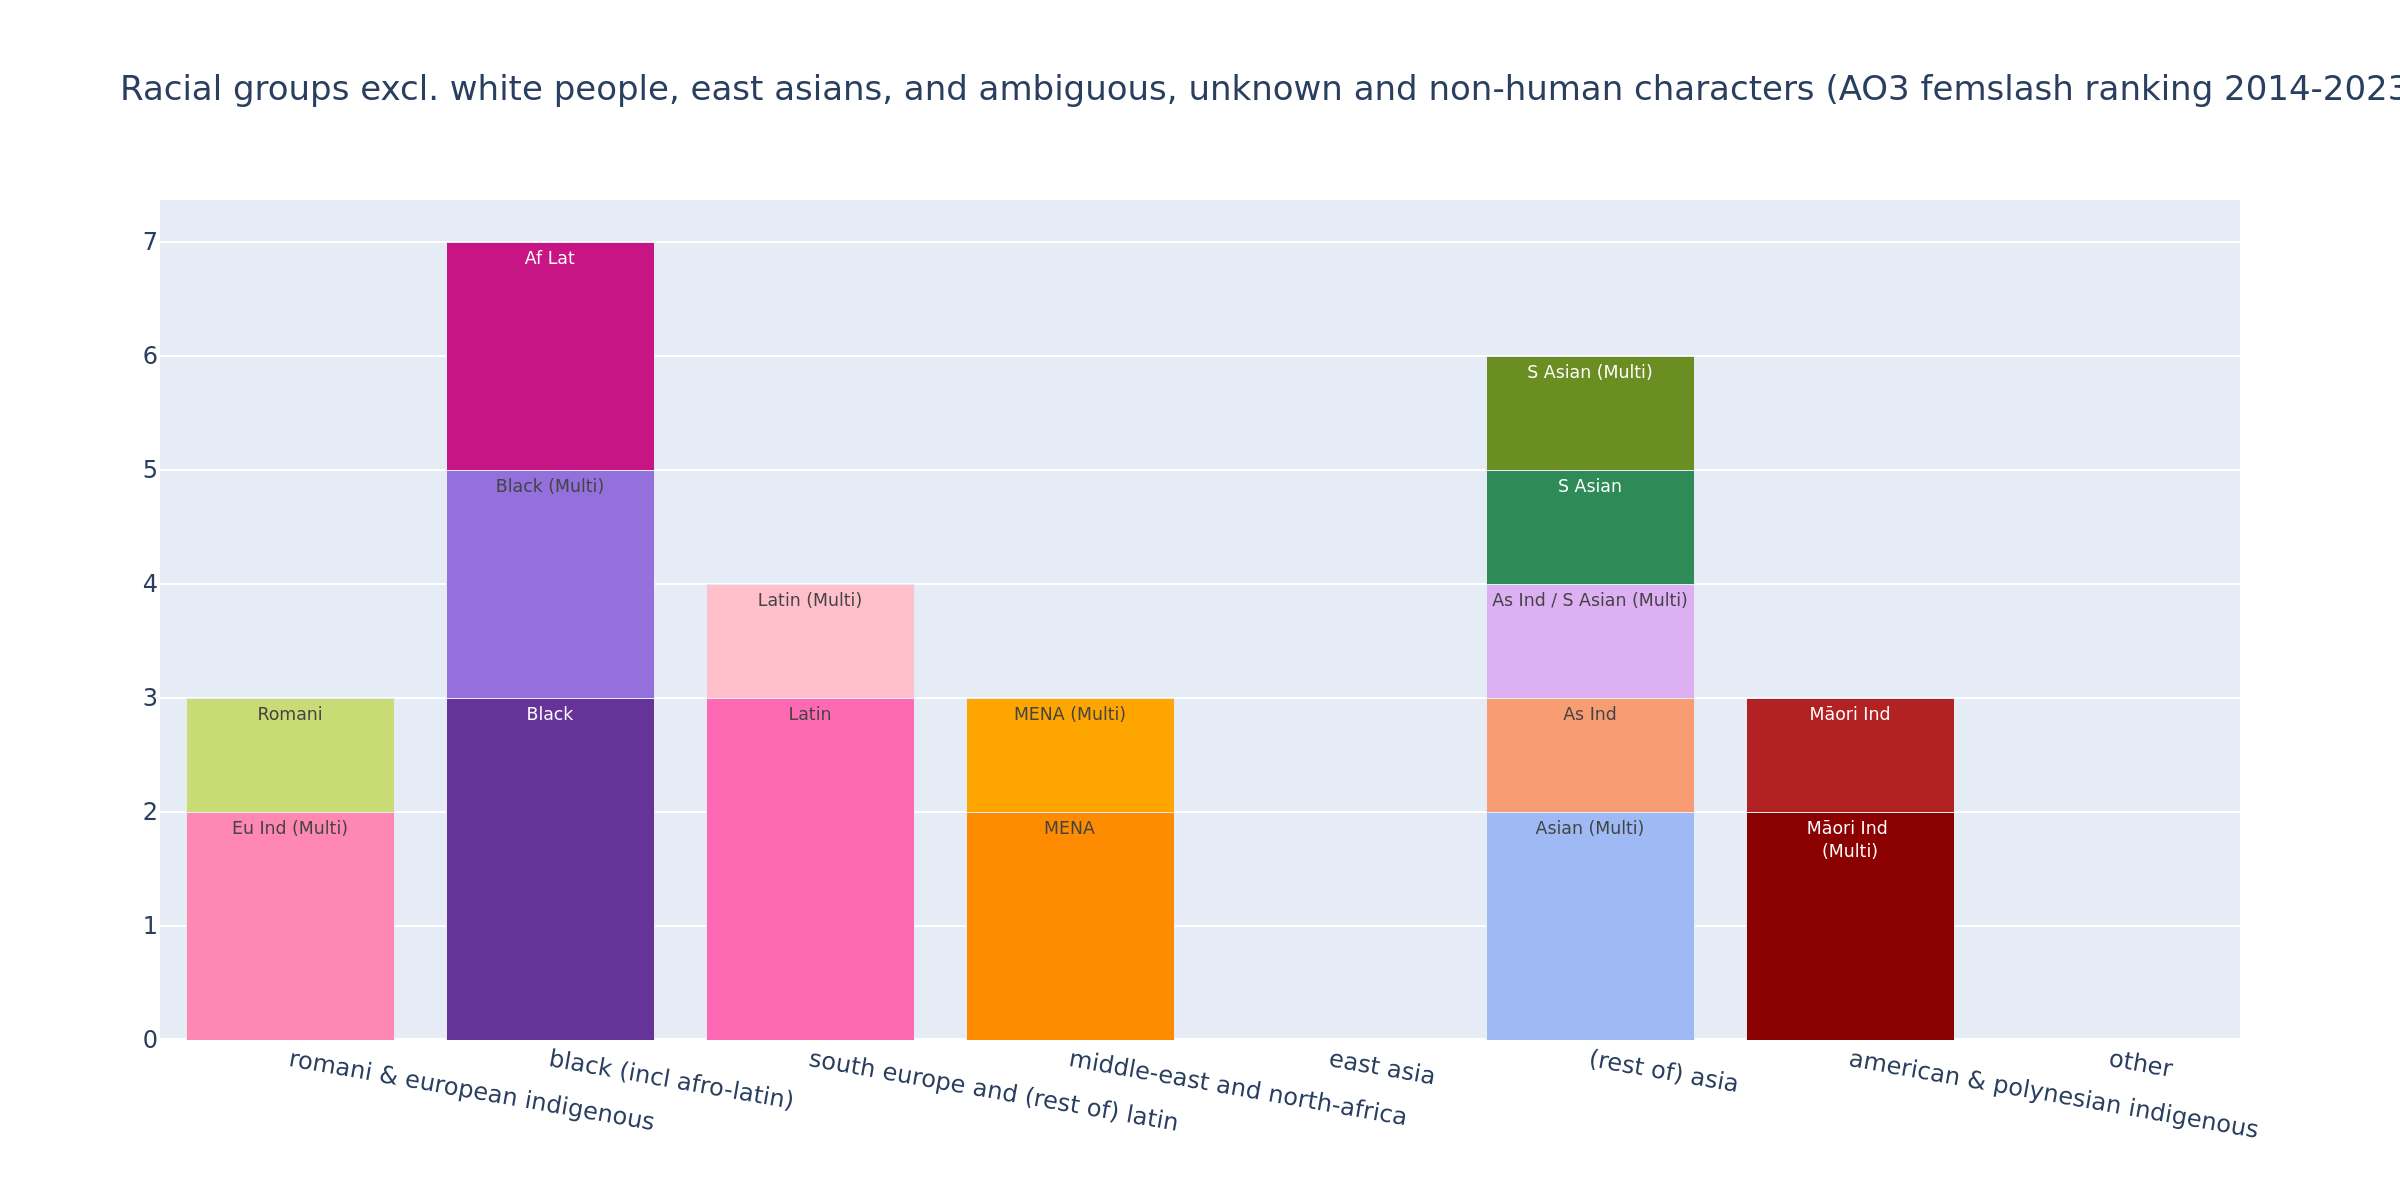 Racial groups excl. white people, east asians, and ambiguous, unknown and non-human characters (AO3 femslash ranking 2014-2023
7
6
5
4
3
2
1
0
Romani
Eu Ind (Multi)
Af Lat
Black (Multi)
Black
Latin (Multi)
Latin
MENA (Multi)
MENA
S Asian (Multi)
S Asian
As Ind / S Asian (Multi)
As Ind
Asian (Multi)
Māori Ind
Māori Ind
(Multi)
romani & european indigenous
black (incl afro-latin)
south europe and (rest of) latin
middle-east and north-africa
east asia
(rest of) asia
american & polynesian indigenous
other